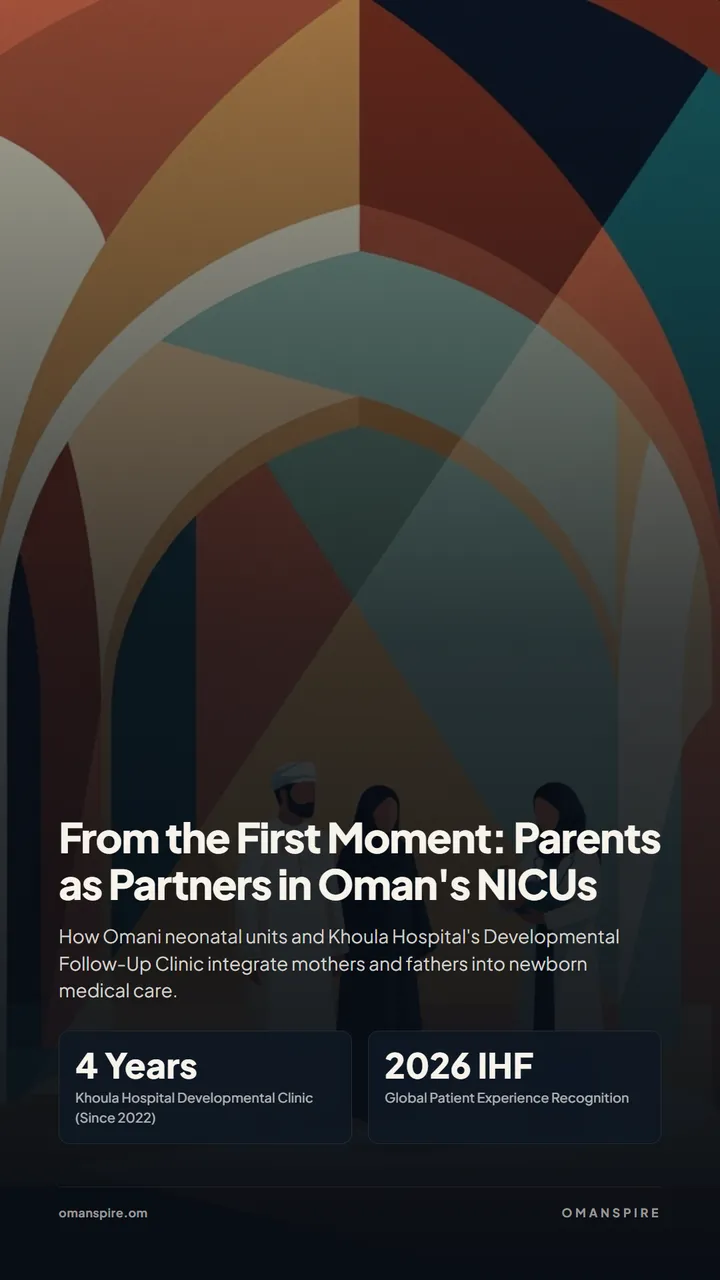 From the First Moment: Parents
as Partners in Oman's NICUs
How Omani neonatal units and Khoula Hospital's Developmental
Follow-Up Clinic integrate mothers and fathers into newborn
medical care.
4 Years
Khoula Hospital Developmental Clinic
(Since 2022)
2026 IHF
Global Patient Experience Recognition
omanspire.om
OMANSPIRE